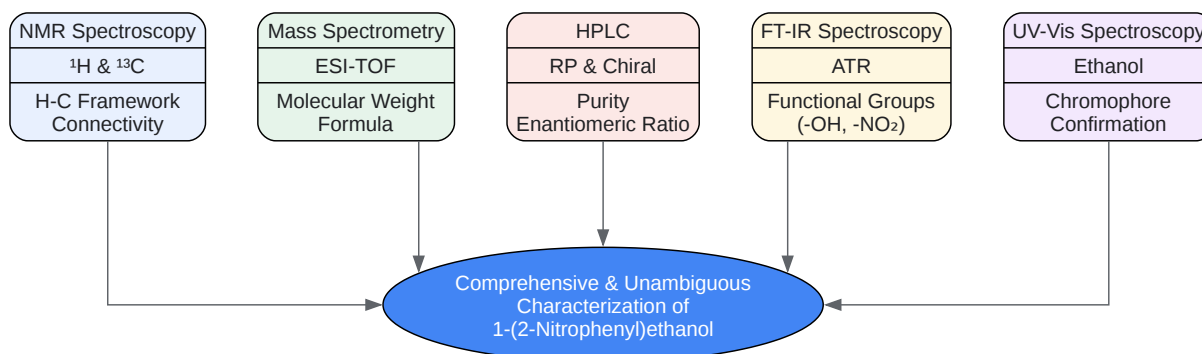 NMR Spectroscopy
¹H & ¹³C
H-C Framework
Connectivity
Mass Spectrometry
ESI-TOF
Molecular Weight
Formula
HPLC
RP & Chiral
Purity
Enantiomeric Ratio
FT-IR Spectroscopy
ATR
Functional Groups
(-OH, -NO₂)
UV-Vis Spectroscopy
Ethanol
Chromophore
Confirmation
Comprehensive & Unambiguous
Characterization of
1-(2-Nitrophenyl)ethanol